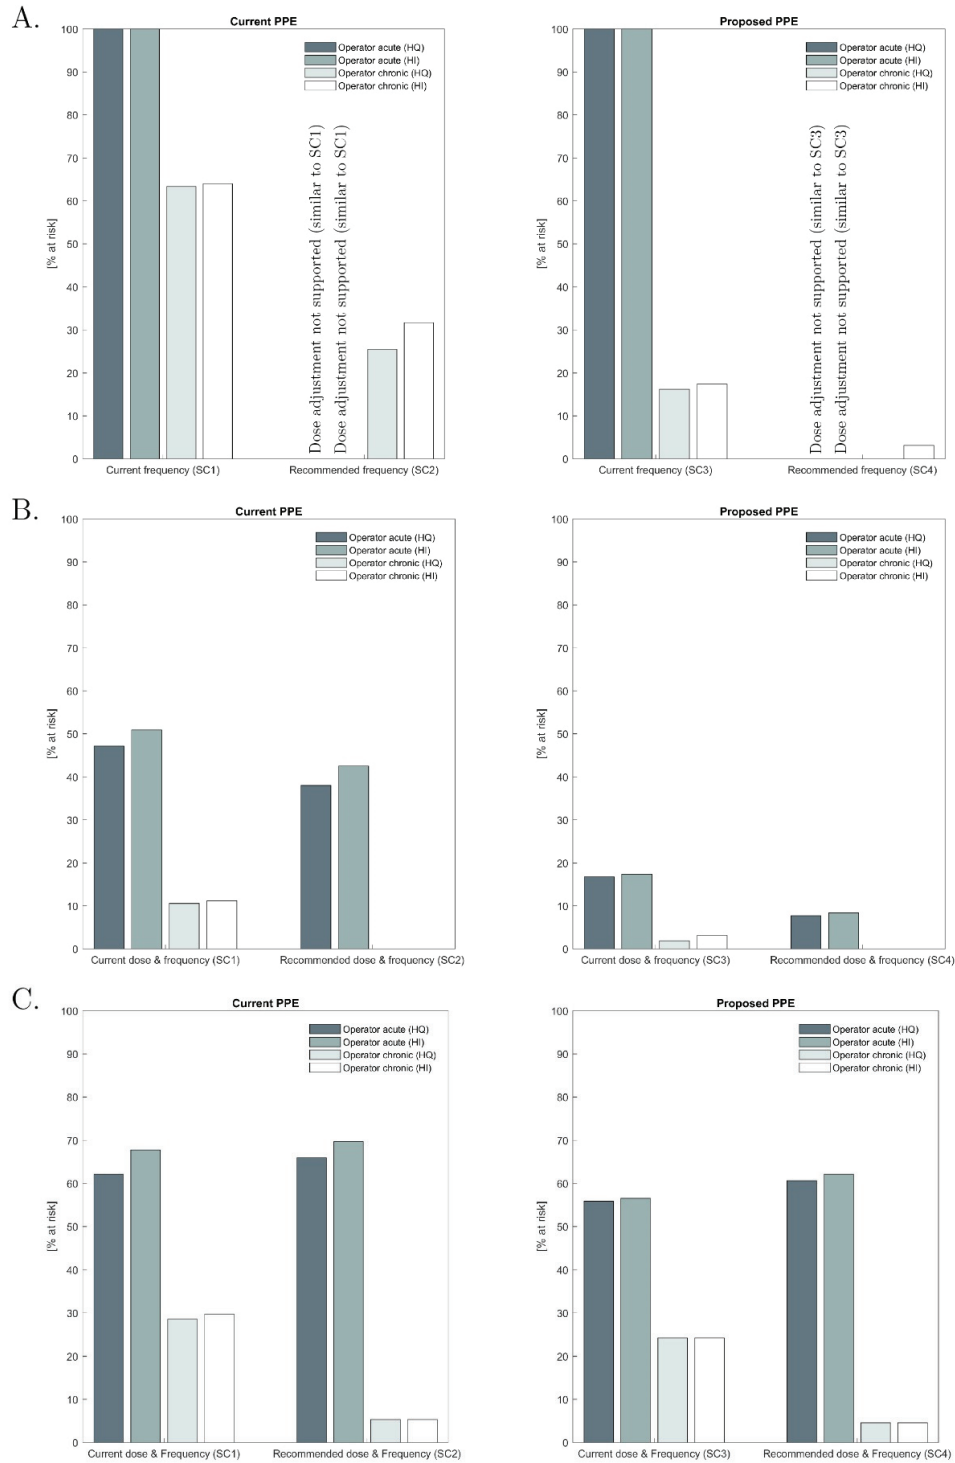 A.
Current PPE
100
90
80
70
60
50
40
30
20
10
0
[% at risk]
Operator acute (HQ)
Operator acute (HI)
Operator chronic (HQ)
Operator chronic (HI)
Dose adjustment not supported (similar to SC1)
Dose adjustment not supported (similar to SC1)
Current frequency (SC1)
Recommended frequency (SC2)
Proposed PPE
100
90
80
70
60
50
40
30
20
10
0
[% at risk]
Operator acute (HQ)
Operator acute (HI)
Operator chronic (HQ)
Operator chronic (HI)
Dose adjustment not supported (similar to SC3)
Dose adjustment not supported (similar to SC3)
Current frequency (SC3)
Recommended frequency (SC4)
B.
Current PPE
100
90
80
70
60
50
40
30
20
10
0
[% at risk]
Operator acute (HQ)
Operator acute (HI)
Operator chronic (HQ)
Operator chronic (HI)
Current dose & frequency (SC1)
Recommended dose & frequency (SC2)
Proposed PPE
100
90
80
70
60
50
40
30
20
10
0
[% at risk]
Operator acute (HQ)
Operator acute (HI)
Operator chronic (HQ)
Operator chronic (HI)
Current dose & frequency (SC3)
Recommended dose & frequency (SC4)
C.
Current PPE
100
90
80
70
60
50
40
30
20
10
0
[% at risk]
Operator acute (HQ)
Operator acute (HI)
Operator chronic (HQ)
Operator chronic (HI)
Current dose & Frequency (SC1)
Recommended dose & Frequency (SC2)
Proposed PPE
100
90
80
70
60
50
40
30
20
10
0
[% at risk]
Operator acute (HQ)
Operator acute (HI)
Operator chronic (HQ)
Operator chronic (HI)
Current dose & Frequency (SC3)
Recommended dose & Frequency (SC4)